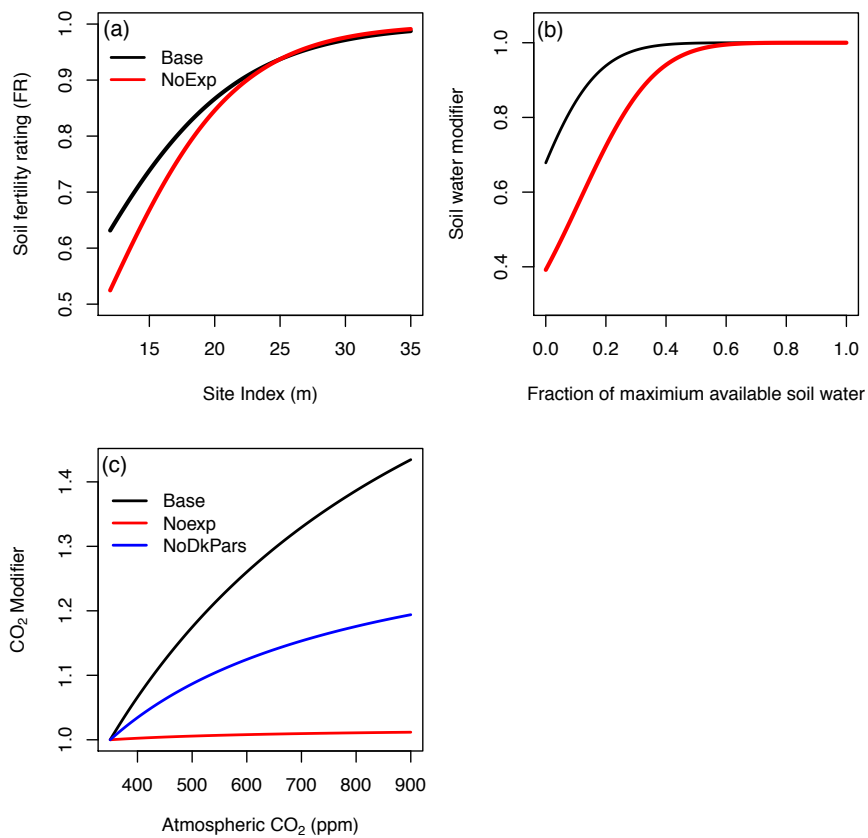 (a)
Base
NoExp
Soil fertility rating (FR)
0.5 0.6 0.7 0.8 0.9 1.0
15 20 25 30 35
Site Index (m)
(b)
Soil water modifier
0.4 0.6 0.8 1.0
0.0 0.2 0.4 0.6 0.8 1.0
Fraction of maximium available soil water
(c)
Base
Noexp
NoDkPars
CO₂ Modifier
1.0 1.1 1.2 1.3 1.4
400 500 600 700 800 900
Atmospheric CO₂ (ppm)